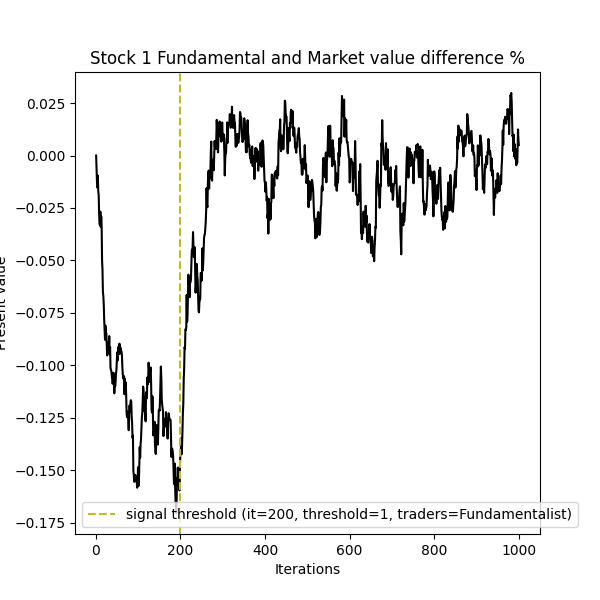 Stock 1 Fundamental and Market value difference %
Present value
0.025
0.000
−0.025
−0.050
−0.075
−0.100
−0.125
−0.150
−0.175
signal threshold (it=200, threshold=1, traders=Fundamentalist)
0 200 400 600 800 1000
Iterations